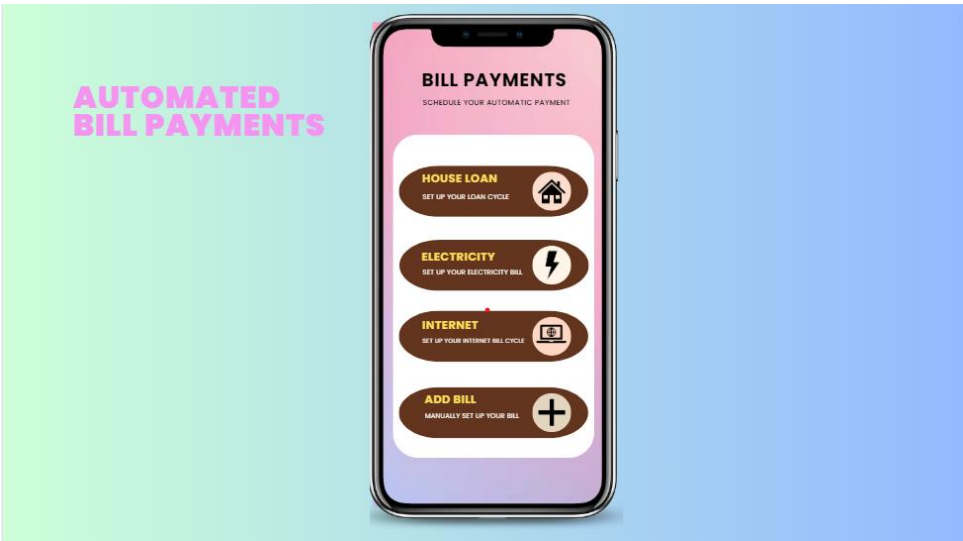 AUTOMATED
BILL PAYMENTS
BILL PAYMENTS
SCHEDULE YOUR AUTOMATIC PAYMENT
HOUSE LOAN
SET UP YOUR LOAN CYCLE
ELECTRICITY
SET UP YOUR ELECTRICITY BILL
INTERNET
SET UP YOUR INTERNET BILL CYCLE
ADD BILL
MANUALLY SET UP YOUR BILL